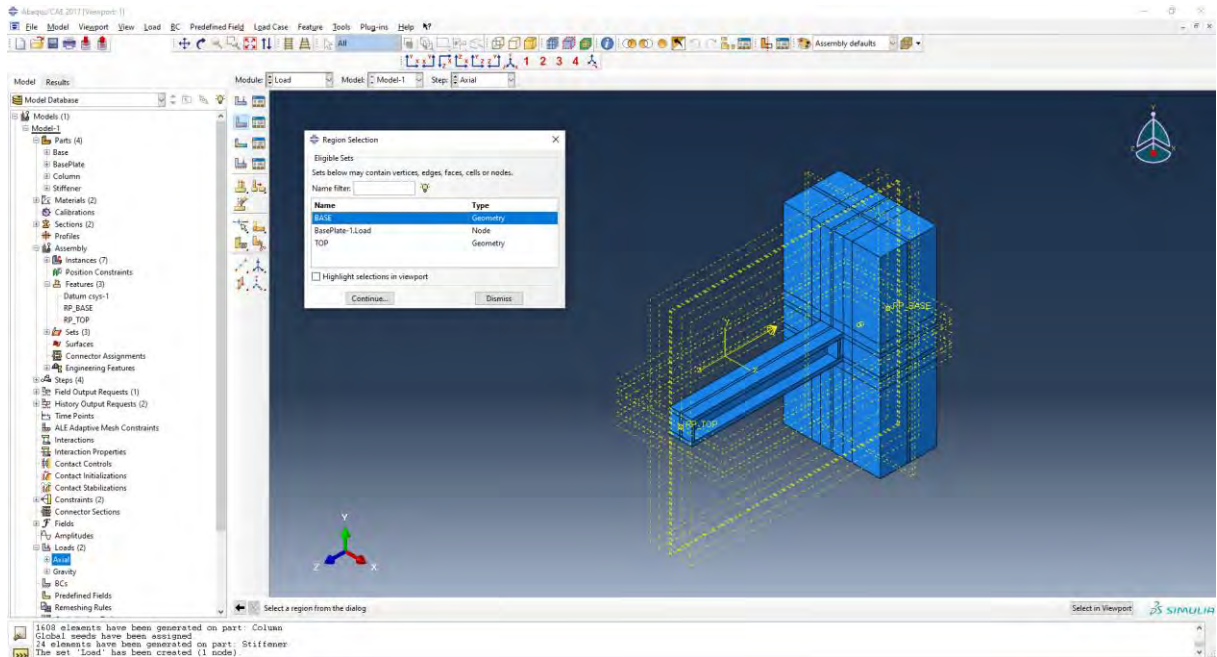 Abaqus/CAE 2017 [Viewport: 1]
File Model Viewport View Load BC Predefined Field Load Case Feature Tools Plug-ins Help
All
Assembly defaults
1 2 3 4
Model Results
Module: Load Model: Model-1 Step: Axial
Model Database
Models (1)
Model-1
Parts (4)
Base
BasePlate
Column
Stiffener
Materials (2)
Calibrations
Sections (2)
Profiles
Assembly
Instances (7)
Position Constraints
Features (3)
Datum csys-1
RP_BASE
RP_TOP
Sets (3)
Surfaces
Connector Assignments
Engineering Features
Steps (4)
Field Output Requests (1)
History Output Requests (2)
Time Points
ALE Adaptive Mesh Constraints
Interactions
Interaction Properties
Contact Controls
Contact Initializations
Contact Stabilizations
Constraints (2)
Connector Sections
Fields
Amplitudes
Loads (2)
Axial
Gravity
BCs
Predefined Fields
Remeshing Rules
Region Selection
Eligible Sets
Sets below may contain vertices, edges, faces, cells or nodes.
Name filter:
Name Type
BASE Geometry
BasePlate-1.Load Node
TOP Geometry
Highlight selections in viewport
Continue... Dismiss
RP_BASE
RP_TOP
Y
Z X
Select a region from the dialog
Select in Viewport
SIMULIA
1608 elements have been generated on part: Column
Global seeds have been assigned.
24 elements have been generated on part: Stiffener
The set 'Load' has been created (1 node).